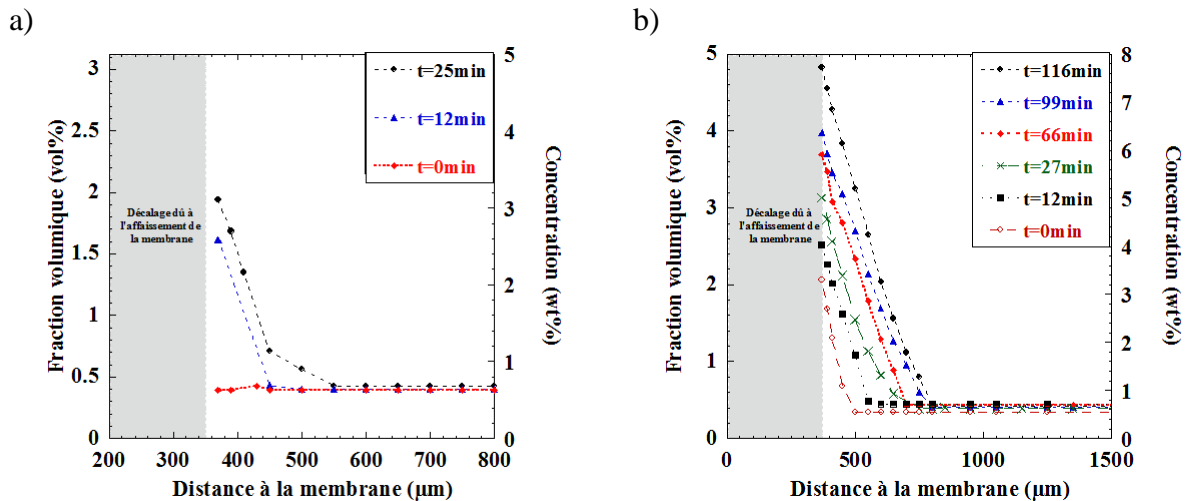 a)
3
2.5
2
1.5
1
0.5
0
Fraction volumique (vol%)
Décalage dû à
l'affaissement de
la membrane
t=25min
t=12min
t=0min
5
4
3
2
1
0
Concentration (wt%)
200 300 400 500 600 700 800
Distance à la membrane (µm)
b)
5
4
3
2
1
0
Fraction volumique (vol%)
Décalage dû à
l'affaissement de
la membrane
t=116min
t=99min
t=66min
t=27min
t=12min
t=0min
8
7
6
5
4
3
2
1
0
Concentration (wt%)
0 500 1000 1500
Distance à la membrane (µm)